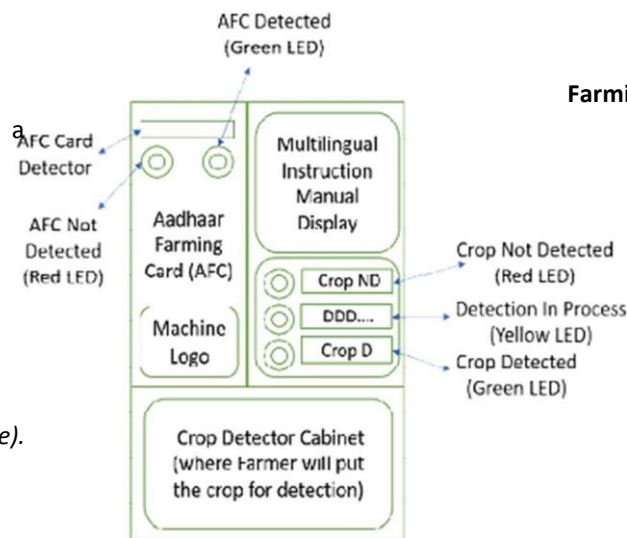 AFC Detected
(Green LED)
Farmi
a
AFC Card
Detector
AFC Not
Detected
(Red LED)
Aadhaar
Farming
Card (AFC)
Machine
Logo
Multilingual
Instruction
Manual
Display
Crop ND
DDD....
Crop D
Crop Not Detected
(Red LED)
Detection In Process
(Yellow LED)
Crop Detected
(Green LED)
e).
Crop Detector Cabinet
(where Farmer will put
the crop for detection)